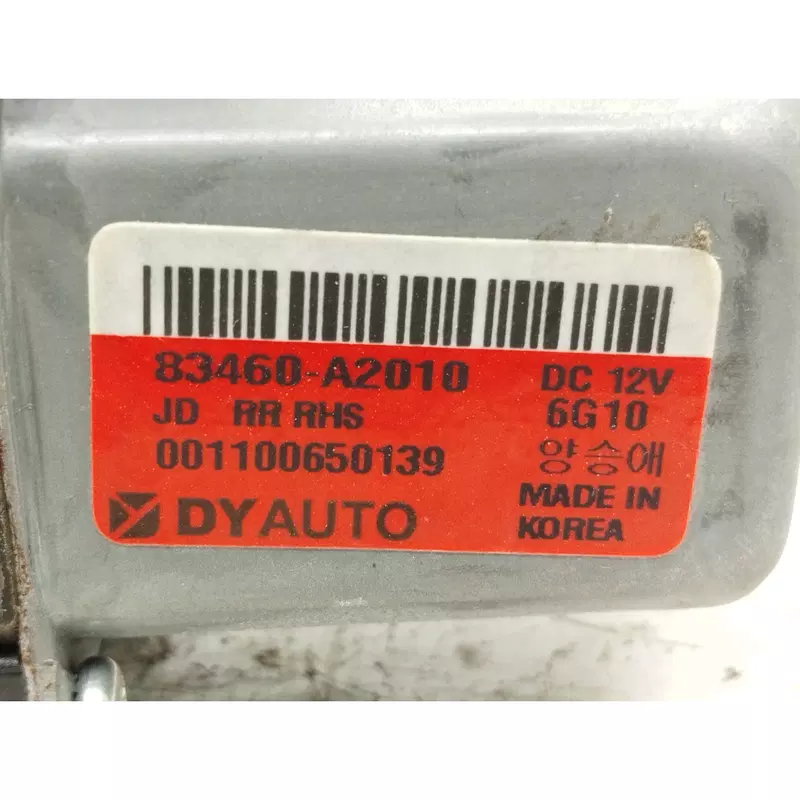 83460-A2010 DC 12V
JD RR RHS 6G10
001100650139 양승애
DYAUTO MADE IN
KOREA